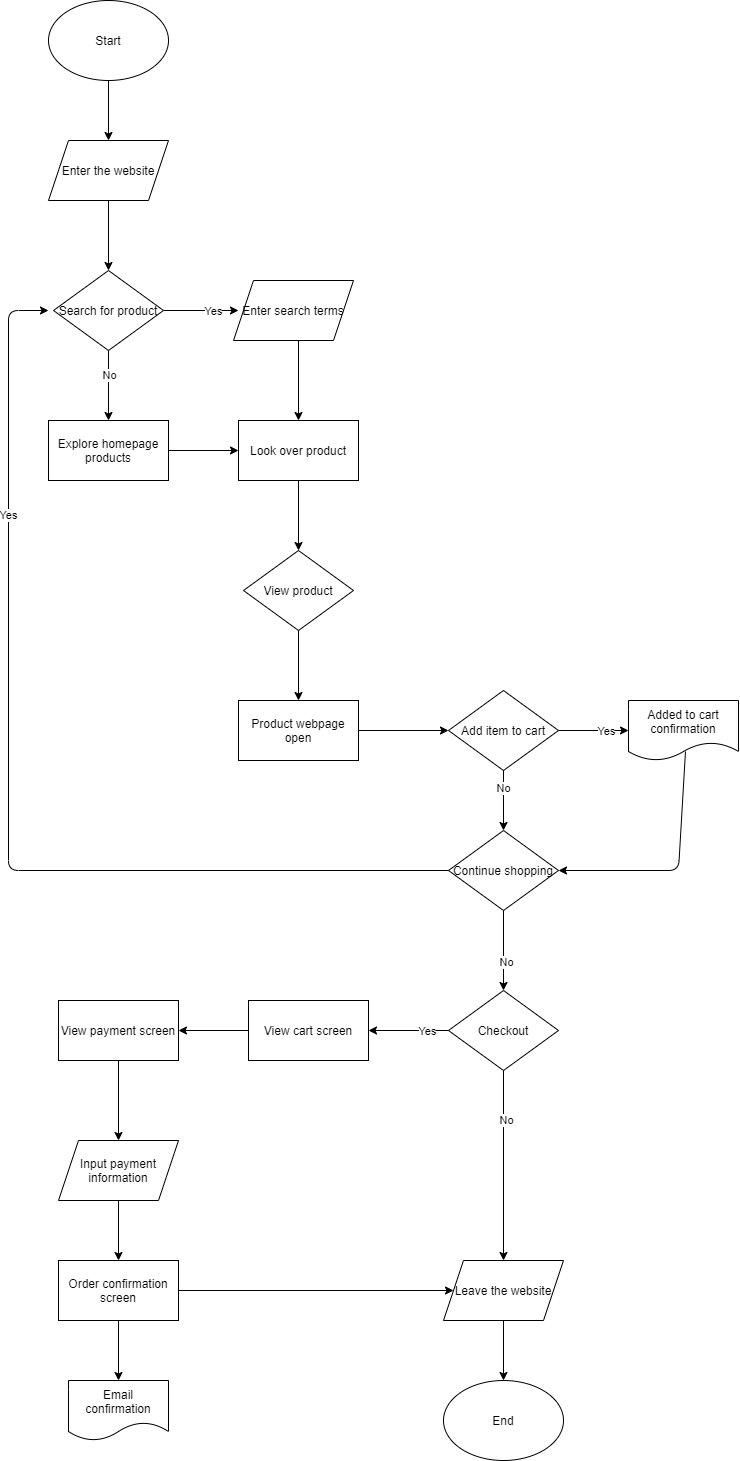 Start
Enter the website
Search for product
Yes
Enter search terms
No
Explore homepage
products
Look over product
Yes
View product
Product webpage
open
Add item to cart
Yes
Added to cart
confirmation
No
Continue shopping
No
View payment screen
View cart screen
Yes
Checkout
No
Input payment
information
Order confirmation
screen
Leave the website
Email
confirmation
End